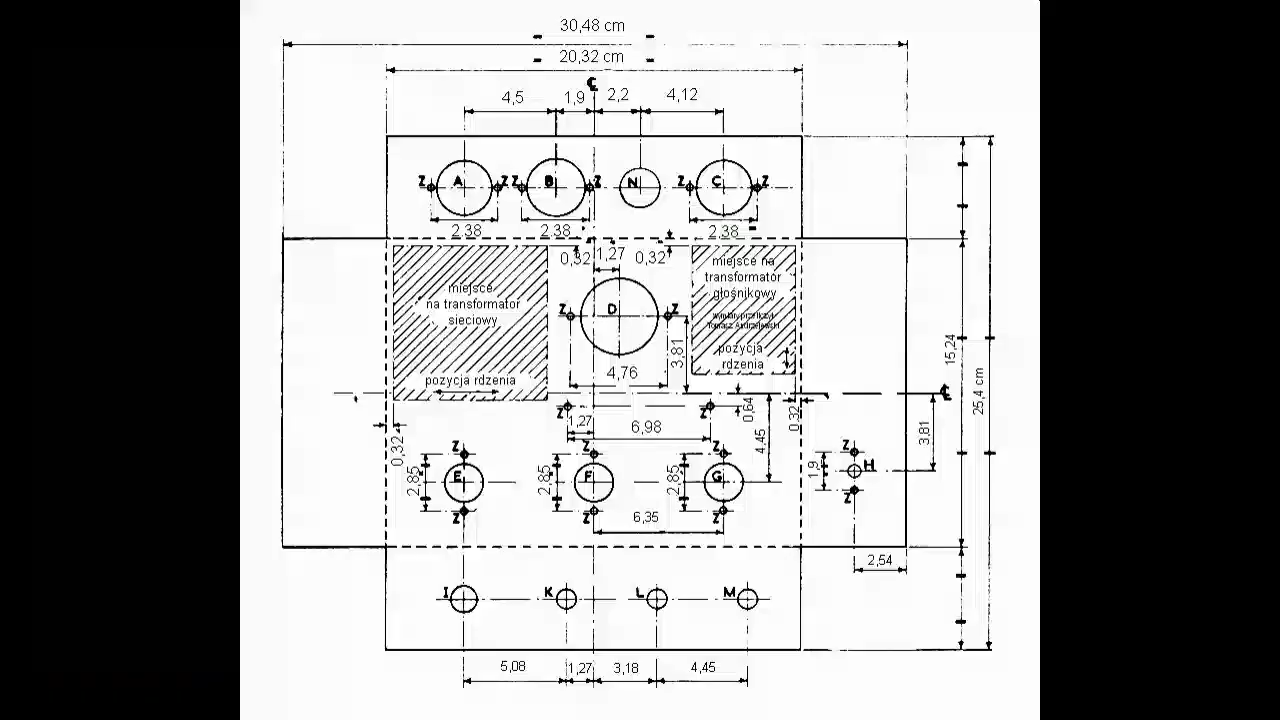 30,48 cm
20,32 cm
4,5 1,9 2,2 4,12
Z A Z Z B Z N Z C Z
2,38 2,38 2,38
0,32 1,27 0,32
miejsce
na transformator
sieciowy
pozycja rdzenia
miejsce na
transformator
głośnikowy
Tomasz Andrzejewski
pozycja
rdzenia
Z D Z
4,76
3,81
15,24
25,4 cm
Z Z
0,64
0,32
1,27
6,98
4,45
3,81
0,32
Z Z Z Z
2,85 E 2,85 F 2,85 G 1,9 H
Z Z Z Z
6,35
2,54
I K L M
5,08 1,27 3,18 4,45